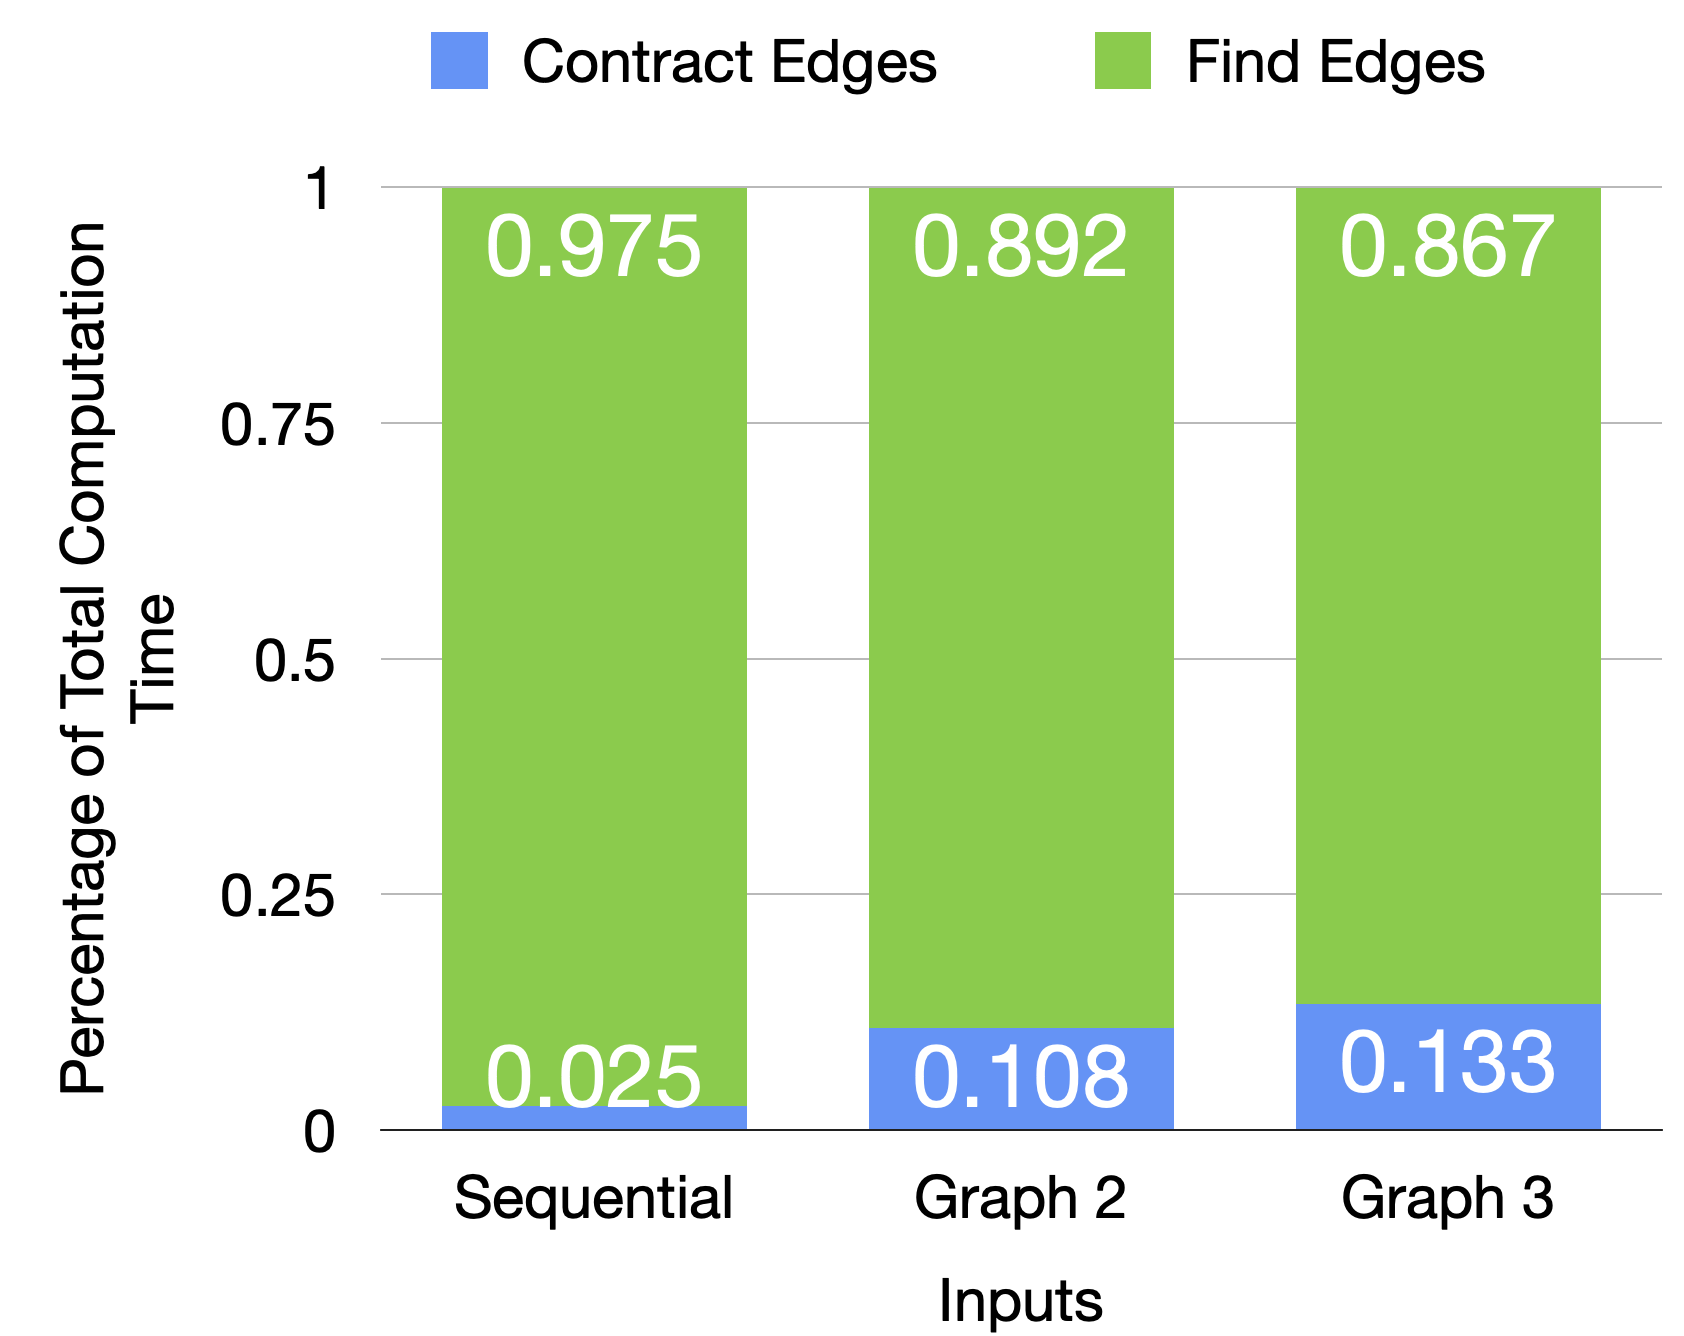 Contract Edges Find Edges
Percentage of Total Computation
Time
1
0.75
0.5
0.25
0
0.975 0.892 0.867
0.025 0.108 0.133
Sequential Graph 2 Graph 3
Inputs